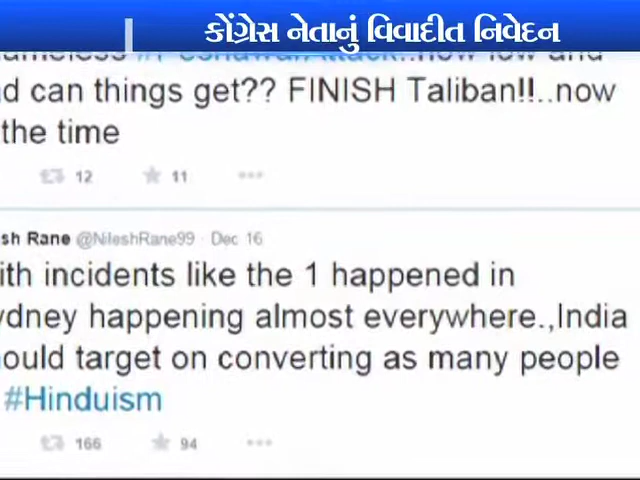 કોંગ્રેસ નેતાનું વિવાદીત નિવેદન
d can things get?? FINISH Taliban!!..now
the time
12 11
sh Rane @NileshRane99 · Dec 16
ith incidents like the 1 happened in
ydney happening almost everywhere.,India
ould target on converting as many people
#Hinduism
166 94